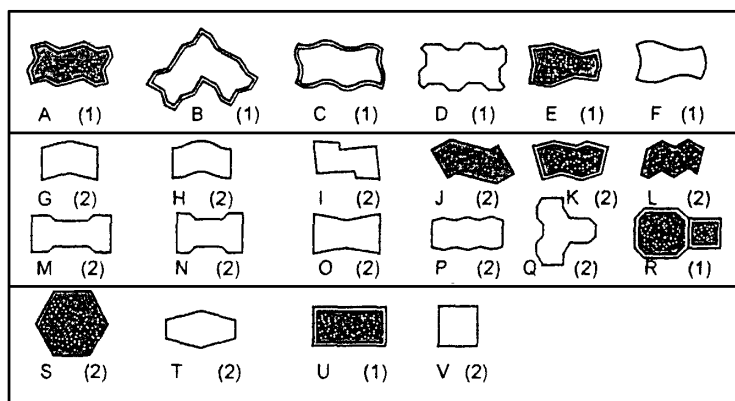 A (1) B (1) C (1) D (1) E (1) F (1)
G (2) H (2) I (2) J (2) K (2) L (2)
M (2) N (2) O (2) P (2) Q (2) R (1)
S (2) T (2) U (1) V (2)